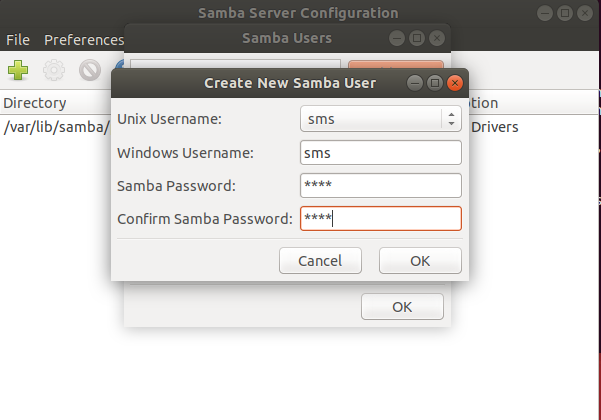 Samba Server Configuration
File Preferences
Samba Users
Create New Samba User
Directory
Unix Username: sms
/var/lib/samba/
Drivers
Windows Username: sms
Samba Password: ****
Confirm Samba Password: ****
Cancel OK
OK